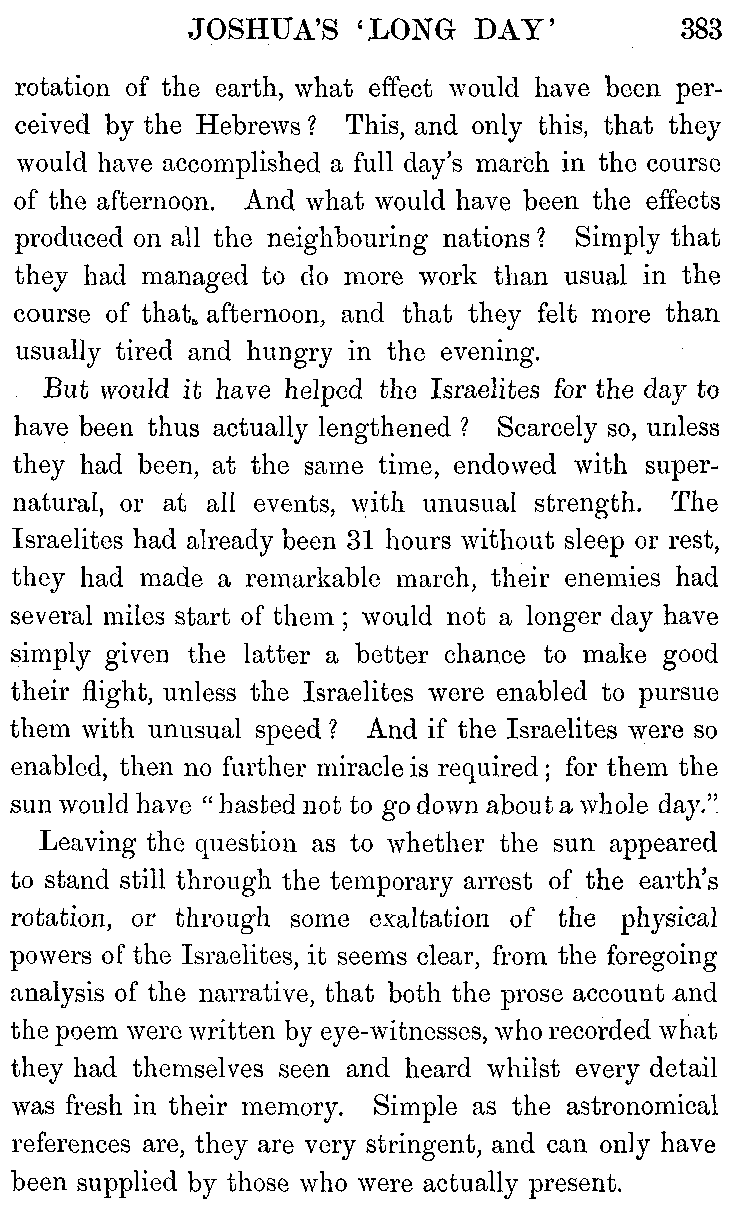 JOSHUA'S 'LONG DAY' 383
rotation of the earth, what effect would have been per-
ceived by the Hebrews? This, and only this, that they
would have accomplished a full day's march in the course
of the afternoon. And what would have been the effects
produced on all the neighbouring nations? Simply that
they had managed to do more work than usual in the
course of that afternoon, and that they felt more than
usually tired and hungry in the evening.
But would it have helped the Israelites for the day to
have been thus actually lengthened? Scarcely so, unless
they had been, at the same time, endowed with super-
natural, or at all events, with unusual strength. The
Israelites had already been 31 hours without sleep or rest,
they had made a remarkable march, their enemies had
several miles start of them; would not a longer day have
simply given the latter a better chance to make good
their flight, unless the Israelites were enabled to pursue
them with unusual speed? And if the Israelites were so
enabled, then no further miracle is required; for them the
sun would have "hasted not to go down about a whole day."
Leaving the question as to whether the sun appeared
to stand still through the temporary arrest of the earth's
rotation, or through some exaltation of the physical
powers of the Israelites, it seems clear, from the foregoing
analysis of the narrative, that both the prose account and
the poem were written by eye-witnesses, who recorded what
they had themselves seen and heard whilst every detail
was fresh in their memory. Simple as the astronomical
references are, they are very stringent, and can only have
been supplied by those who were actually present.